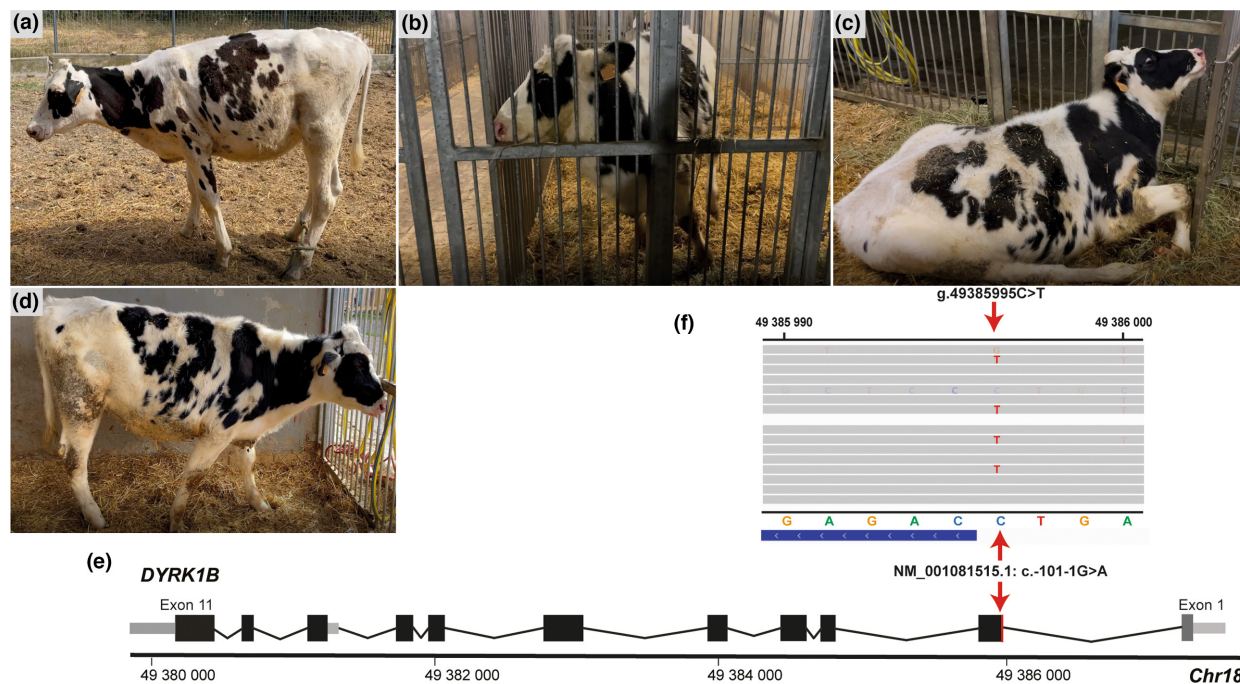 (a)
(b)
(c)
(d)
(f)
g.49385995C>T
49 385 990
49 386 000
T
T
T
T
G A G A C C T G A
NM_001081515.1: c.-101-1G>A
(e)
DYRK1B
Exon 11
Exon 1
49 380 000
49 382 000
49 384 000
49 386 000
Chr18